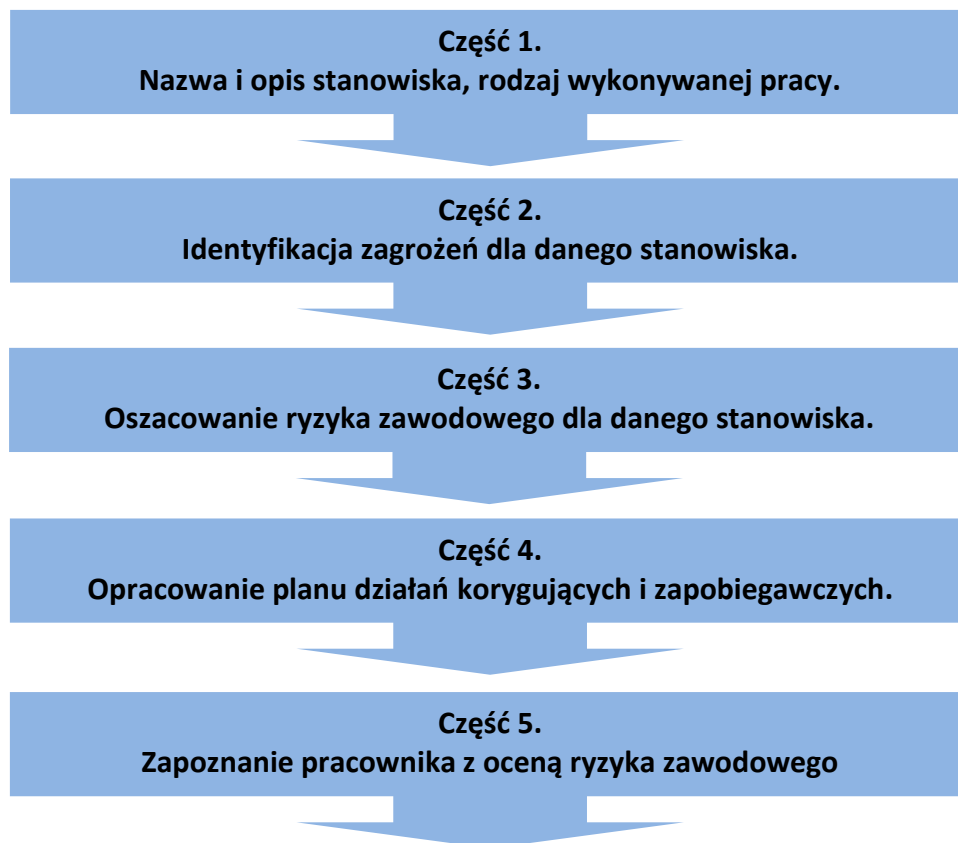 Część 1.
Nazwa i opis stanowiska, rodzaj wykonywanej pracy.
Część 2.
Identyfikacja zagrożeń dla danego stanowiska.
Część 3.
Oszacowanie ryzyka zawodowego dla danego stanowiska.
Część 4.
Opracowanie planu działań korygujących i zapobiegawczych.
Część 5.
Zapoznanie pracownika z oceną ryzyka zawodowego